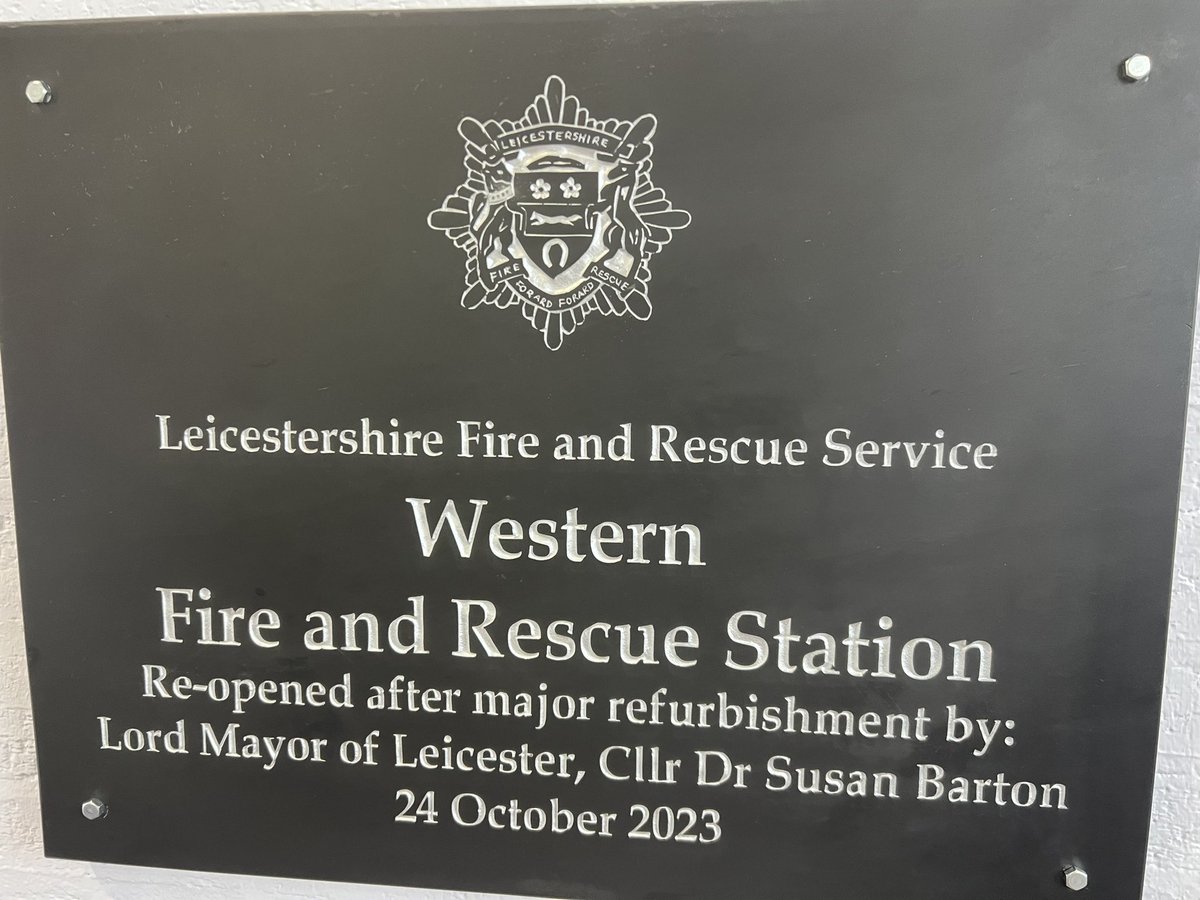 LEICESTERSHIRE
FIRE
RESCUE
FORARD FORARD
Leicestershire Fire and Rescue Service
Western
Fire and Rescue Station
Re-opened after major refurbishment by:
Lord Mayor of Leicester, Cllr Dr Susan Barton
24 October 2023